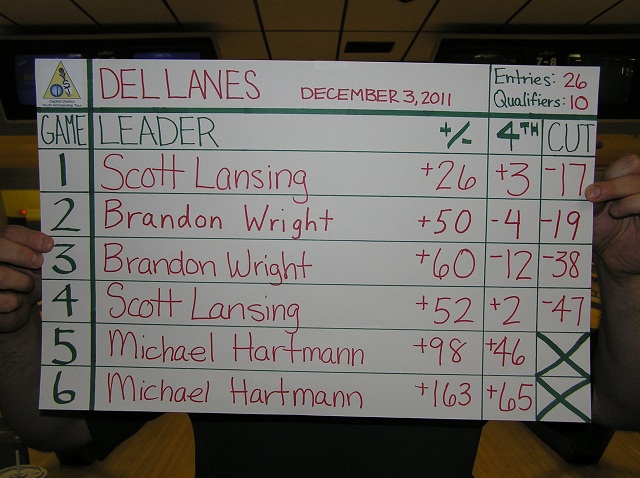 DEL LANES DECEMBER 3, 2011 Entries: 26
Qualifiers: 10
GAME LEADER +/- 4TH CUT
1 Scott Lansing +26 +3 -17
2 Brandon Wright +50 -4 -19
3 Brandon Wright +60 -12 -38
4 Scott Lansing +52 +2 -47
5 Michael Hartmann +98 +46 X
6 Michael Hartmann +163 +65 X
7-8